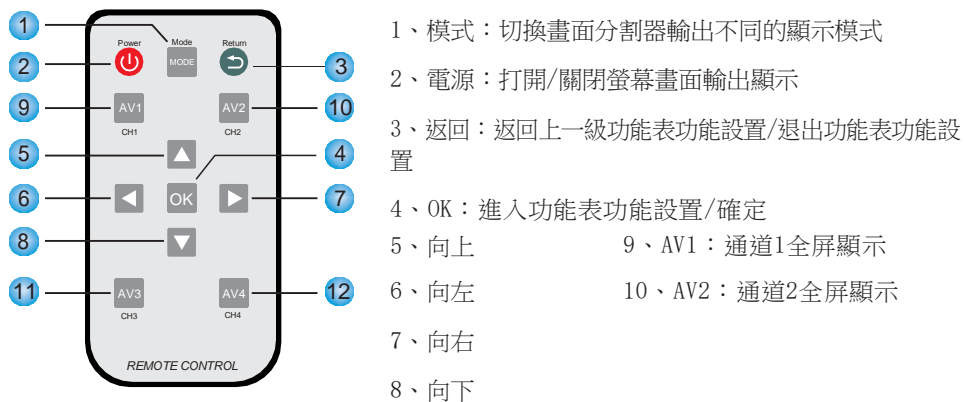 1
2
9
5
6
8
11
Power
Mode
Return
MODE
AV1
AV2
CH1
CH2
OK
AV3
AV4
CH3
CH4
REMOTE CONTROL
3
10
4
7
12
1、模式：切換畫面分割器輸出不同的顯示模式
2、電源：打開/關閉螢幕畫面輸出顯示
3、返回：返回上一級功能表功能設置/退出功能表功能設
置
4、OK：進入功能表功能設置/確定
5、向上 9、AV1：通道1全屏顯示
6、向左 10、AV2：通道2全屏顯示
7、向右
8、向下